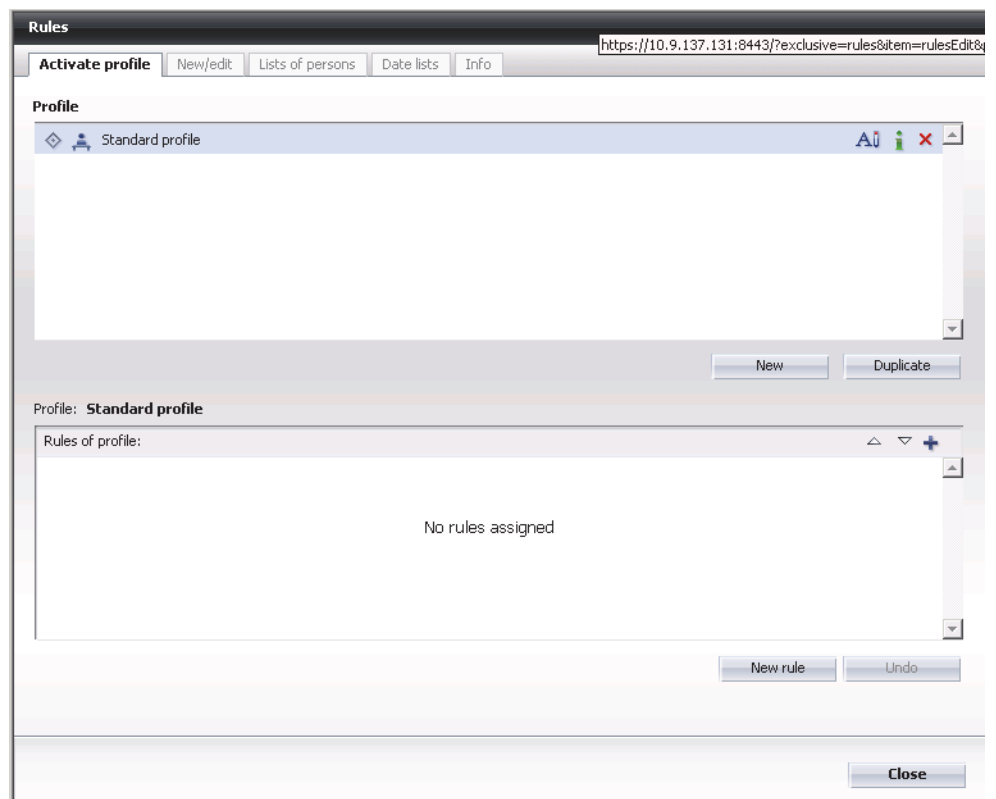 Rules
https://10.9.137.131:8443/?exclusive=rules&item=rulesEdit&
Activate profile New/edit Lists of persons Date lists Info
Profile
Standard profile
New Duplicate
Profile: Standard profile
Rules of profile:
No rules assigned
New rule Undo
Close